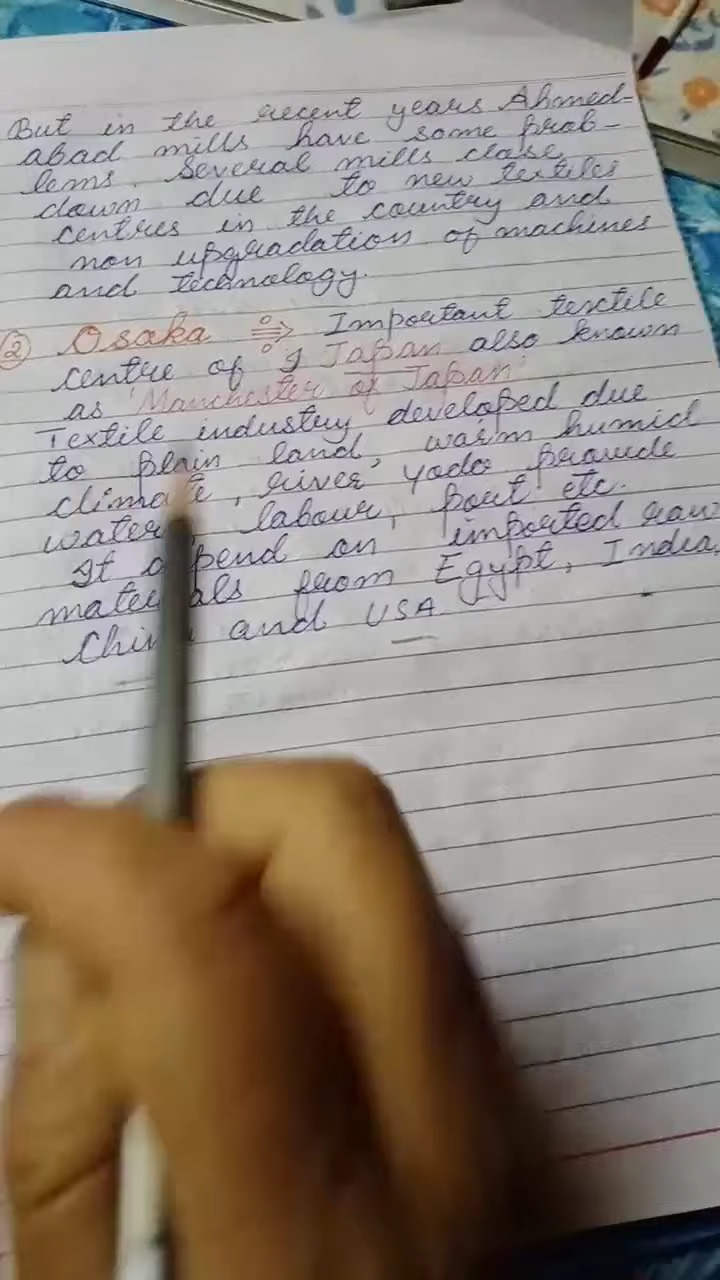 But in the recent years Ahmed-
abad mills have some prob-
lems. Several mills close
down due to new textiles
centres in the country and
non upgradation of machines
and technology.
② Osaka ⇒ Important textile
centre of Japan also known
as 'Manchester of Japan'
Textile industry developed due
to plain land, warm humid
climate, river yodo provide
water, labour, port etc.
It depend on imported raw
materials from Egypt, India,
China and USA